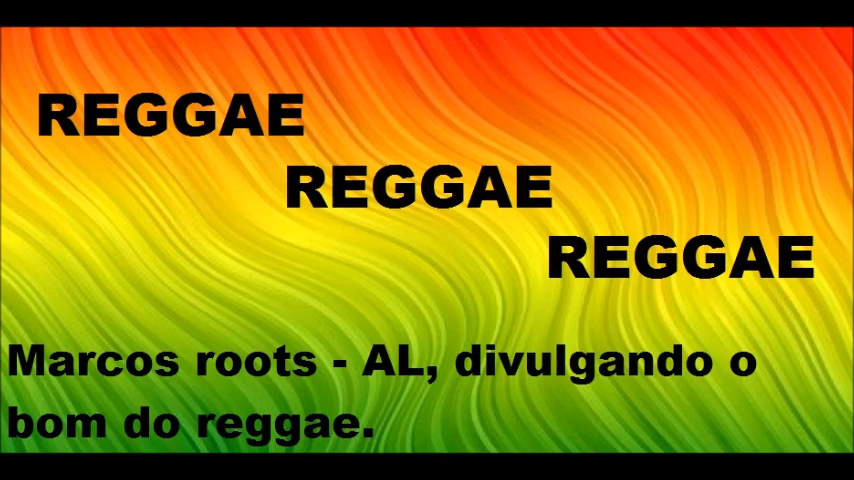 REGGAE
REGGAE
REGGAE
Marcos roots - AL, divulgando o
bom do reggae.